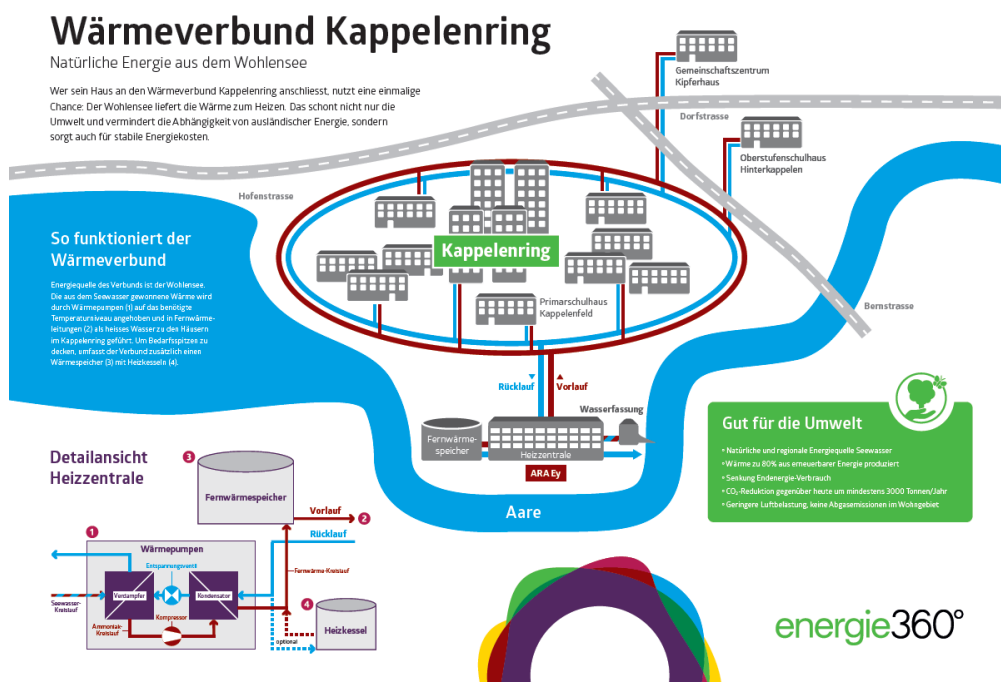 Wärmeverbund Kappelenring
Natürliche Energie aus dem Wohlensee
Wer sein Haus an den Wärmeverbund Kappelenring anschliesst, nutzt eine einmalige
Chance: Der Wohlensee liefert die Wärme zum Heizen. Das schont nicht nur die
Umwelt und vermindert die Abhängigkeit von ausländischer Energie, sondern
sorgt auch für stabile Energiekosten.
Gemeinschaftszentrum
Kipferhaus
Dorfstrasse
Oberstufenschulhaus
Hinterkappelen
Hofenstrasse
So funktioniert der
Wärmeverbund
Energiequelle des Verbunds ist der Wohlensee.
Die aus dem Seewasser gewonnene Wärme wird
durch Wärmepumpen (1) auf das benötigte
Temperaturniveau angehoben und in Fernwärme-
leitungen (2) als heisses Wasser zu den Häusern
im Kappelenring geführt. Um Bedarfsspitzen zu
decken, umfasst der Verbund zusätzlich einen
Wärmespeicher (3) mit Heizkesseln (4).
Kappelenring
Primarschulhaus
Kappelenfeld
Bernstrasse
Rücklauf
Vorlauf
Wasserfassung
Fernwärme-
speicher
Heizzentrale
ARA Ey
Aare
Gut für die Umwelt
• Natürliche und regionale Energiequelle Seewasser
• Wärme zu 80% aus erneuerbarer Energie produziert
• Senkung Endenergie-Verbrauch
• CO₂-Reduktion gegenüber heute um mindestens 3000 Tonnen/Jahr
• Geringere Luftbelastung, keine Abgasemissionen im Wohngebiet
Detailansicht
Heizzentrale
3
Fernwärmespeicher
Vorlauf
2
Rücklauf
1
Wärmepumpen
Entspannungsventil
Verdampfer
Kondensator
Fernwärme-Kreislauf
Seewasser-
Kreislauf
Kompressor
Ammoniak-
Kreislauf
4
Heizkessel
optional
energie360°